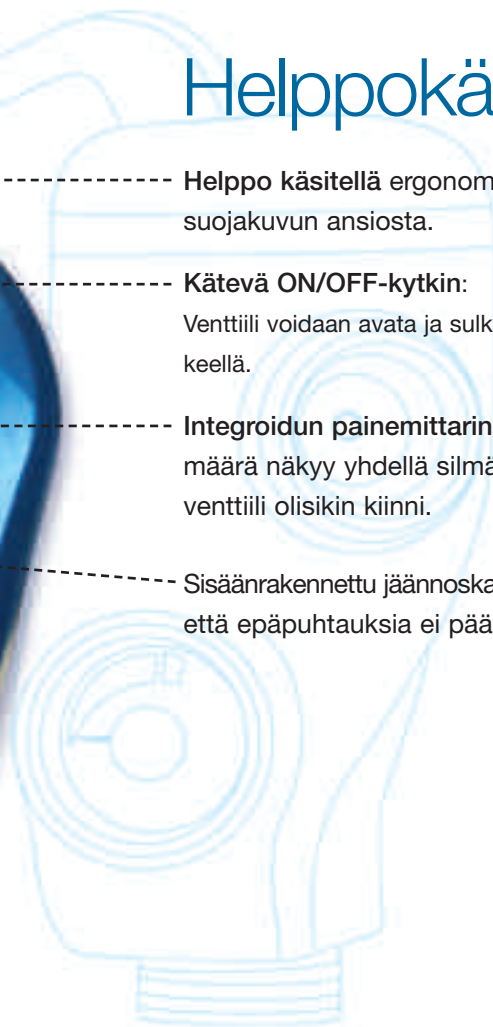 Helppokä
Helppo käsitellä ergonom
suojakuvun ansiosta.
Kätevä ON/OFF-kytkin:
Venttiili voidaan avata ja sulk
keellä.
Integroidun painemittarin
määrä näkyy yhdellä silmä
venttiili olisikin kiinni.
Sisäänrakennettu jäännoska
että epäpuhtauksia ei pää